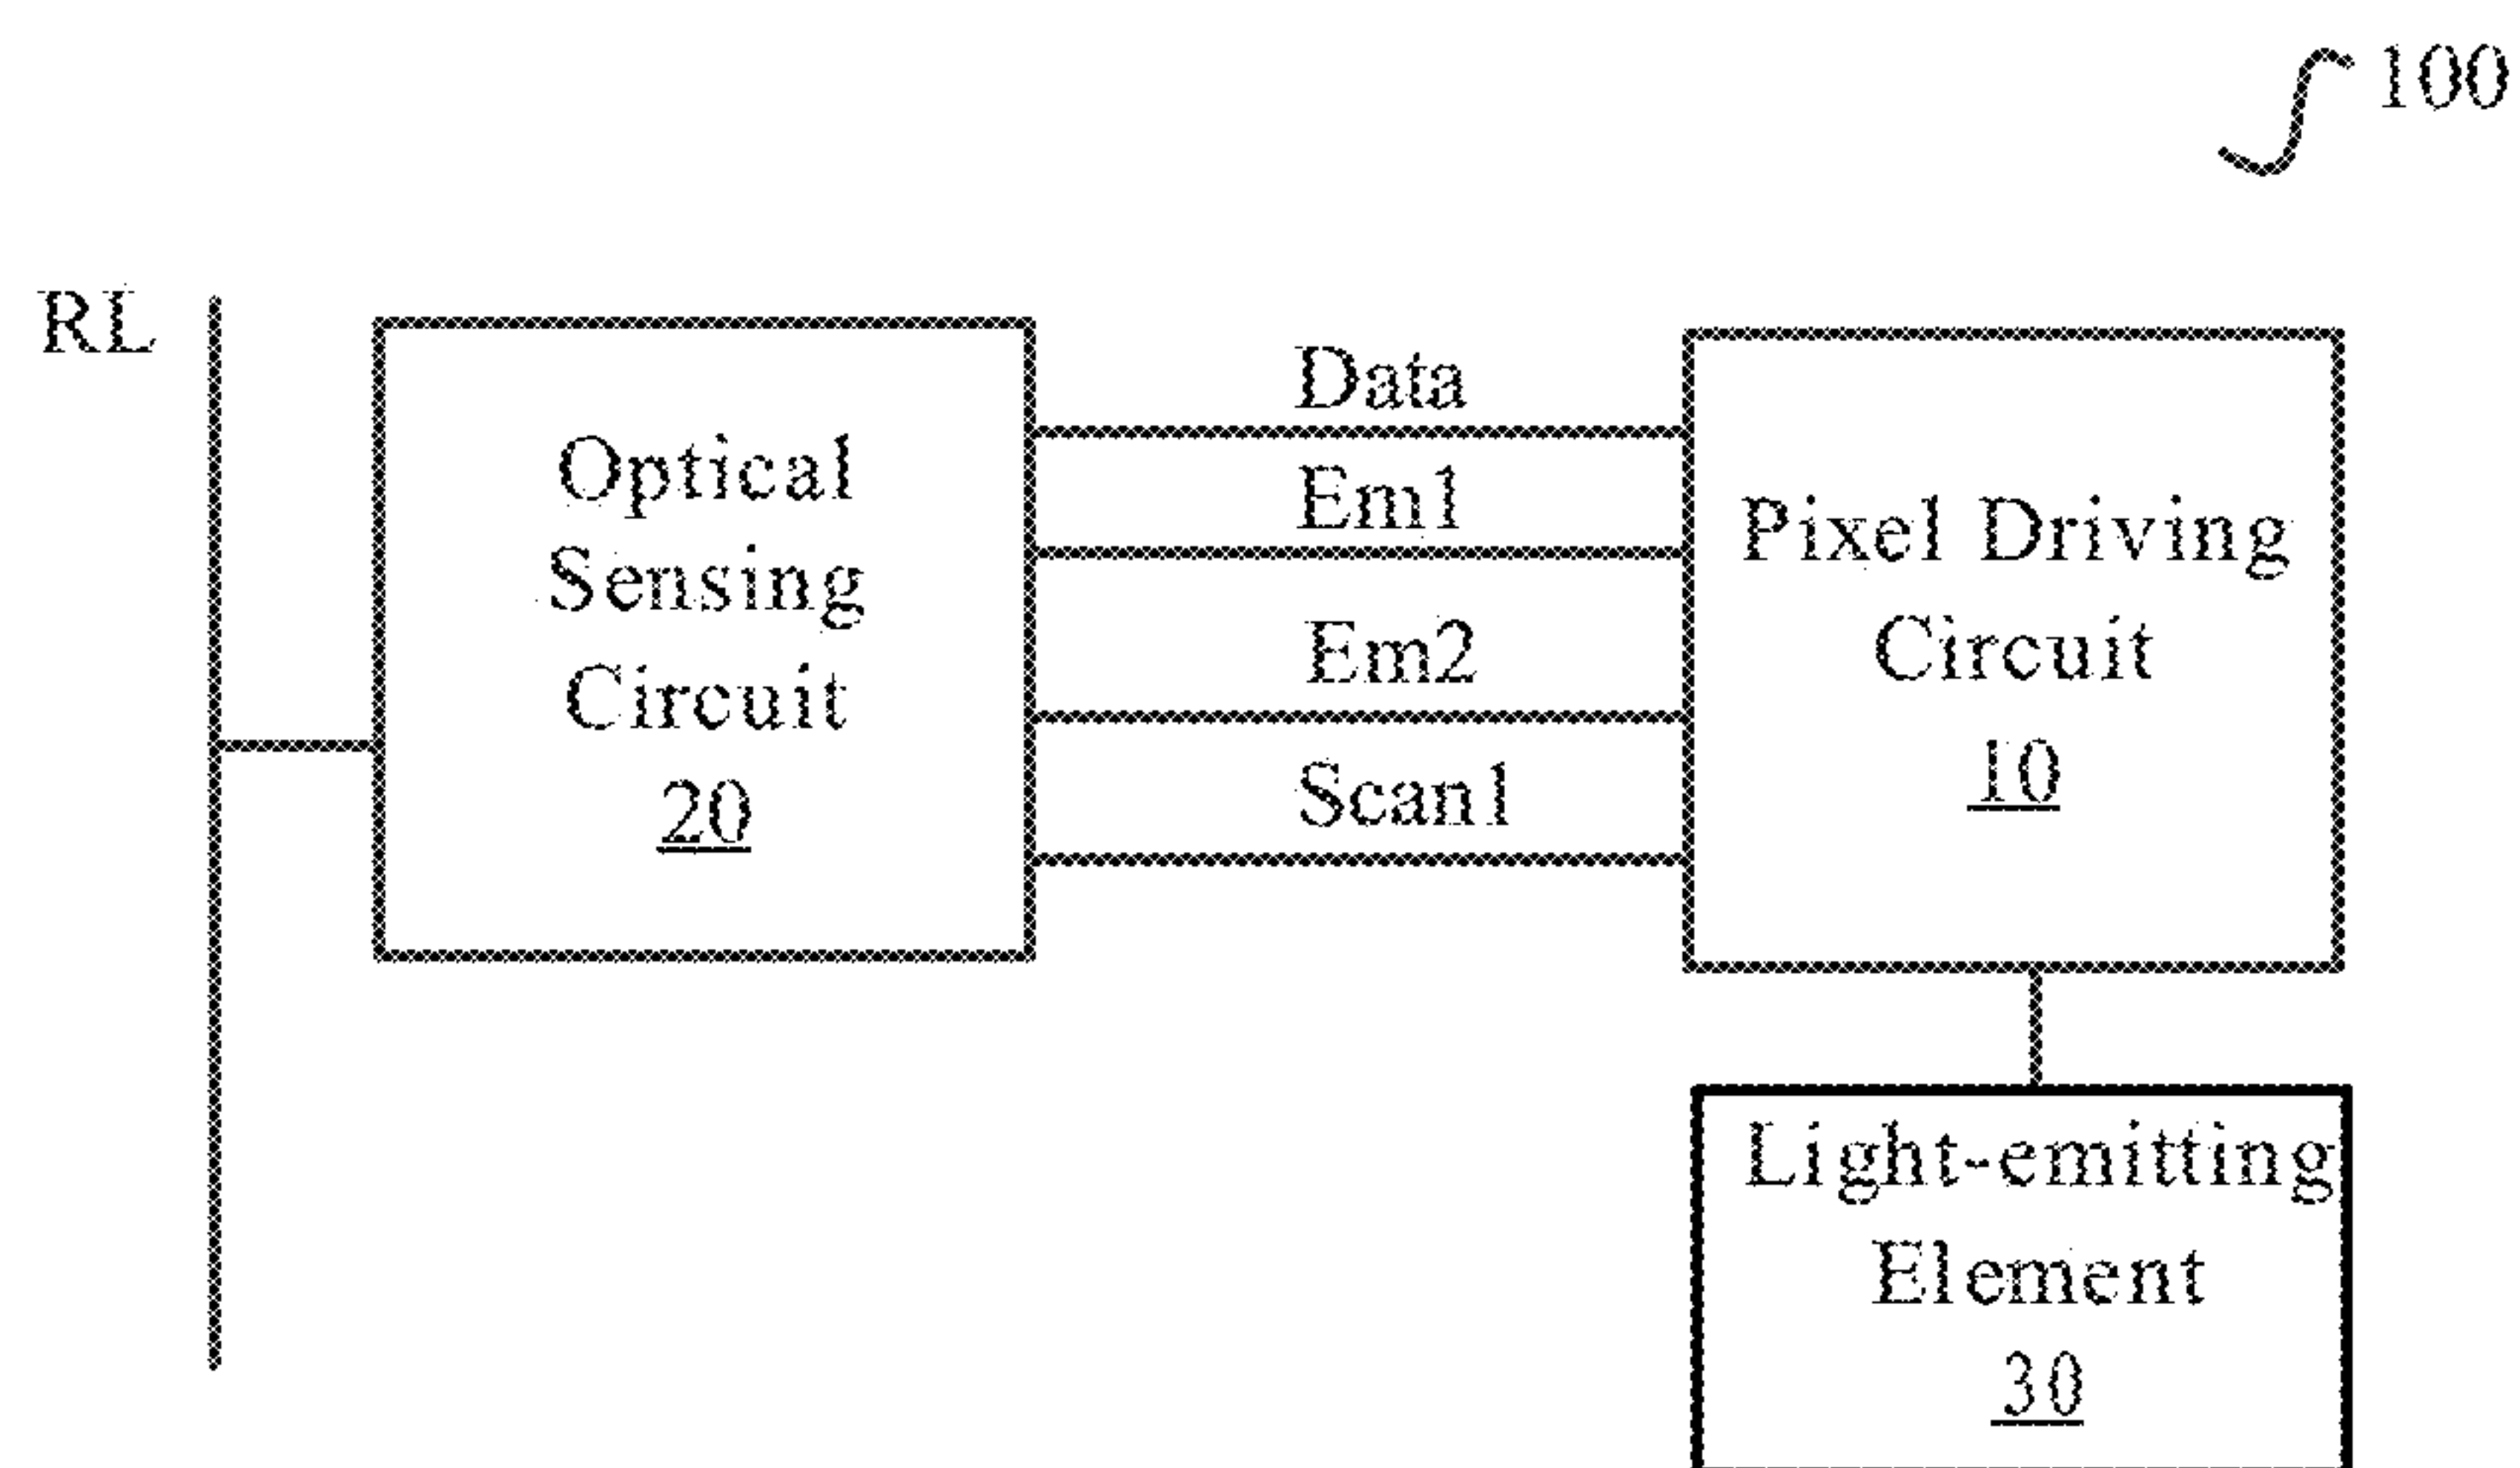 100
RL
Optical
Sensing
Circuit
20
Data
Em1
Em2
Scan1
Pixel Driving
Circuit
10
Light-emitting
Element
30